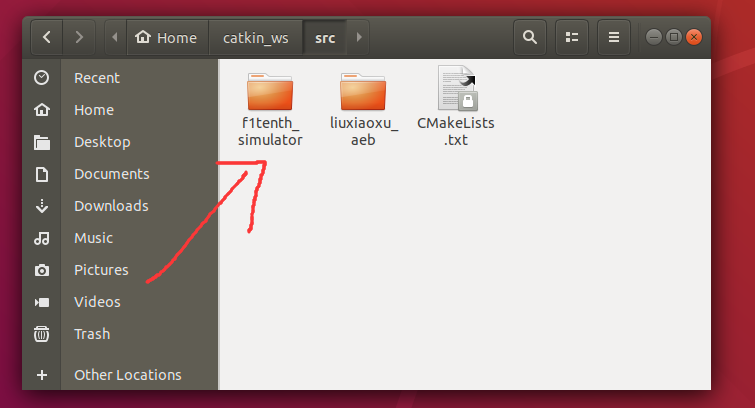 Home
catkin_ws
src
Recent
Home
Desktop
Documents
Downloads
Music
Pictures
Videos
Trash
Other Locations
f1tenth_
simulator
liuxiaoxu_
aeb
CMakeLists
.txt